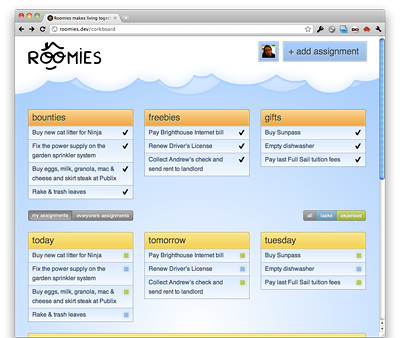 Roomies makes living toget
roomies.dev/corkboard
ROOMIES
+ add assignment
bounties
Buy new cat litter for Ninja
Fix the power supply on the
garden sprinkler system
Buy eggs, milk, granola, mac &
cheese and skirt steak at Publix
Rake & trash leaves
freebies
Pay Brighthouse Internet bill
Renew Driver's License
Collect Andrew's check and
send rent to landlord
gifts
Buy Sunpass
Empty dishwasher
Pay last Full Sail tuition fees
my assignments
everyone's assignments
all
tasks
expenses
today
Buy new cat litter for Ninja
Fix the power supply on the
garden sprinkler system
Buy eggs, milk, granola, mac &
cheese and skirt steak at Publix
Rake & trash leaves
tomorrow
Pay Brighthouse Internet bill
Renew Driver's License
Collect Andrew's check and
send rent to landlord
tuesday
Buy Sunpass
Empty dishwasher
Pay last Full Sail tuition fees